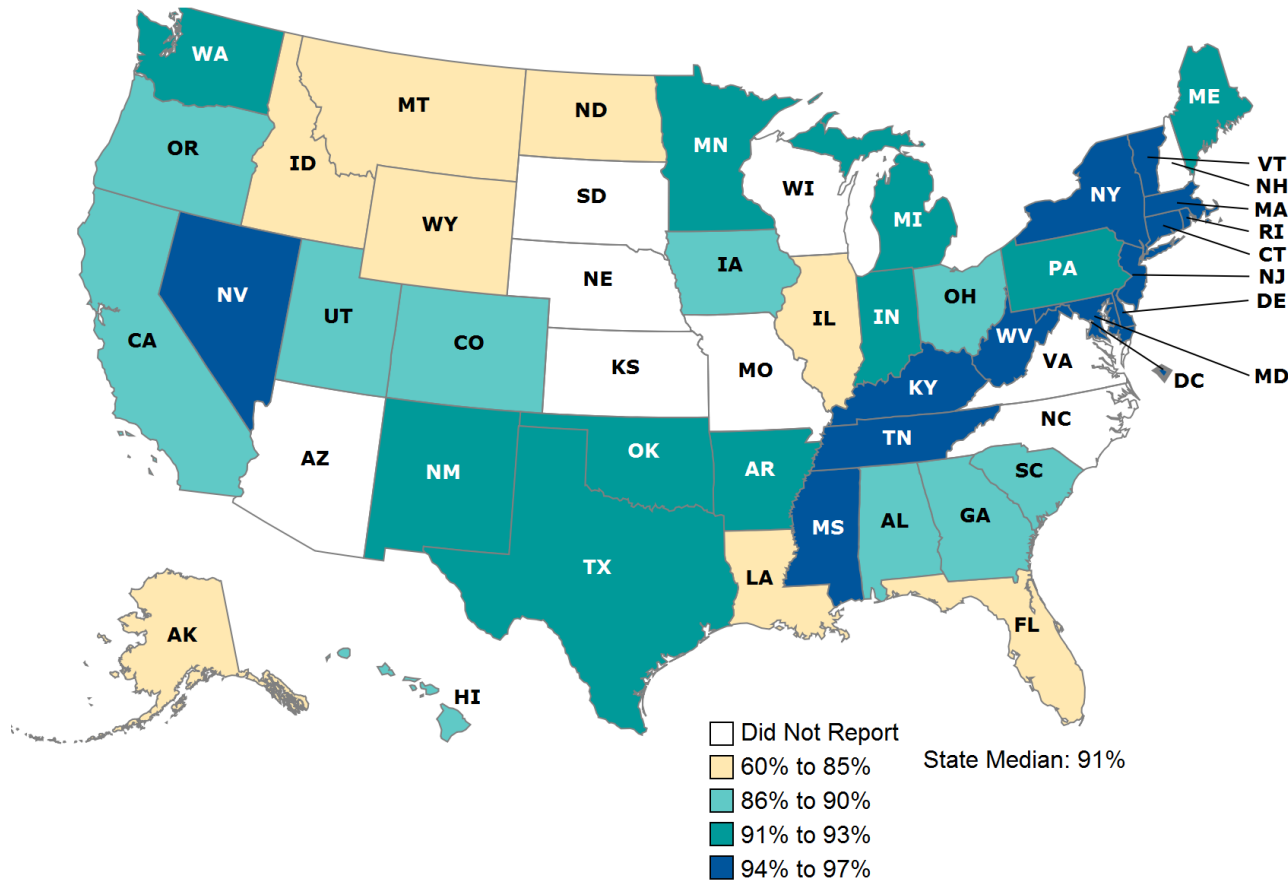 WA
ME
MT
ND
MN
OR
ID
VT
NH
WI
SD
NY
MA
MI
WY
RI
CT
PA
IA
NJ
NE
OH
DE
NV
IN
UT
IL
WV
CA
CO
VA
KS
MO
DC
MD
KY
NC
TN
AZ
OK
NM
AR
SC
MS
AL
GA
TX
LA
FL
AK
HI
Did Not Report
60% to 85%
State Median: 91%
86% to 90%
91% to 93%
94% to 97%